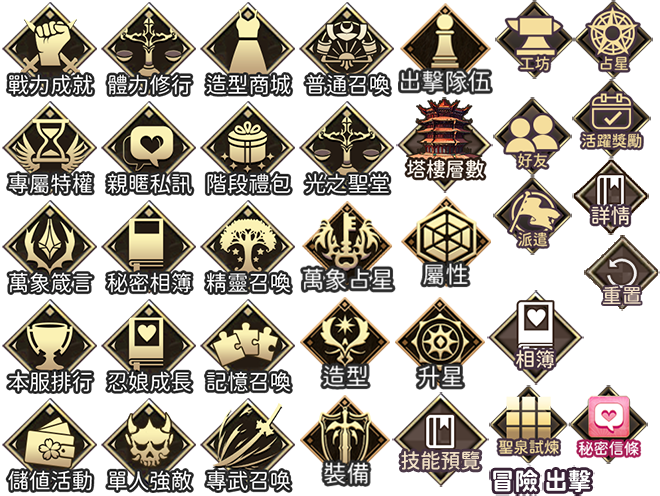 戰力成就
體力修行
造型商城
普通召喚
出擊隊伍
工坊
占星
專屬特權
親暱私訊
階段禮包
光之聖堂
塔樓層數
好友
活躍獎勵
萬象箴言
秘密相簿
精靈召喚
萬象占星
屬性
派遣
詳情
重置
本服排行
忍娘成長
記憶召喚
造型
升星
相簿
儲值活動
單人強敵
專武召喚
裝備
技能預覽
聖泉試煉
秘密信條
冒險 出擊